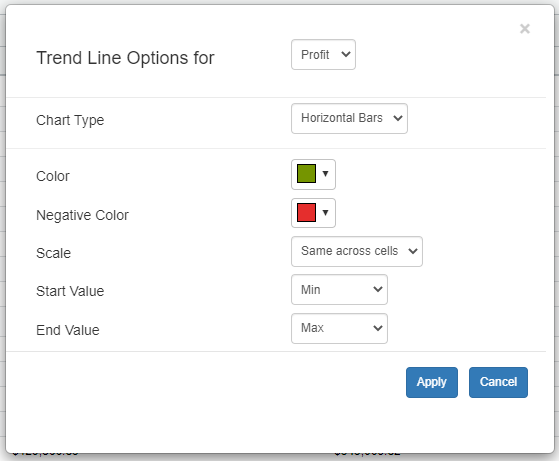 ×
Trend Line Options for Profit
Chart Type Horizontal Bars
Color
Negative Color
Scale Same across cells
Start Value Min
End Value Max
Apply Cancel